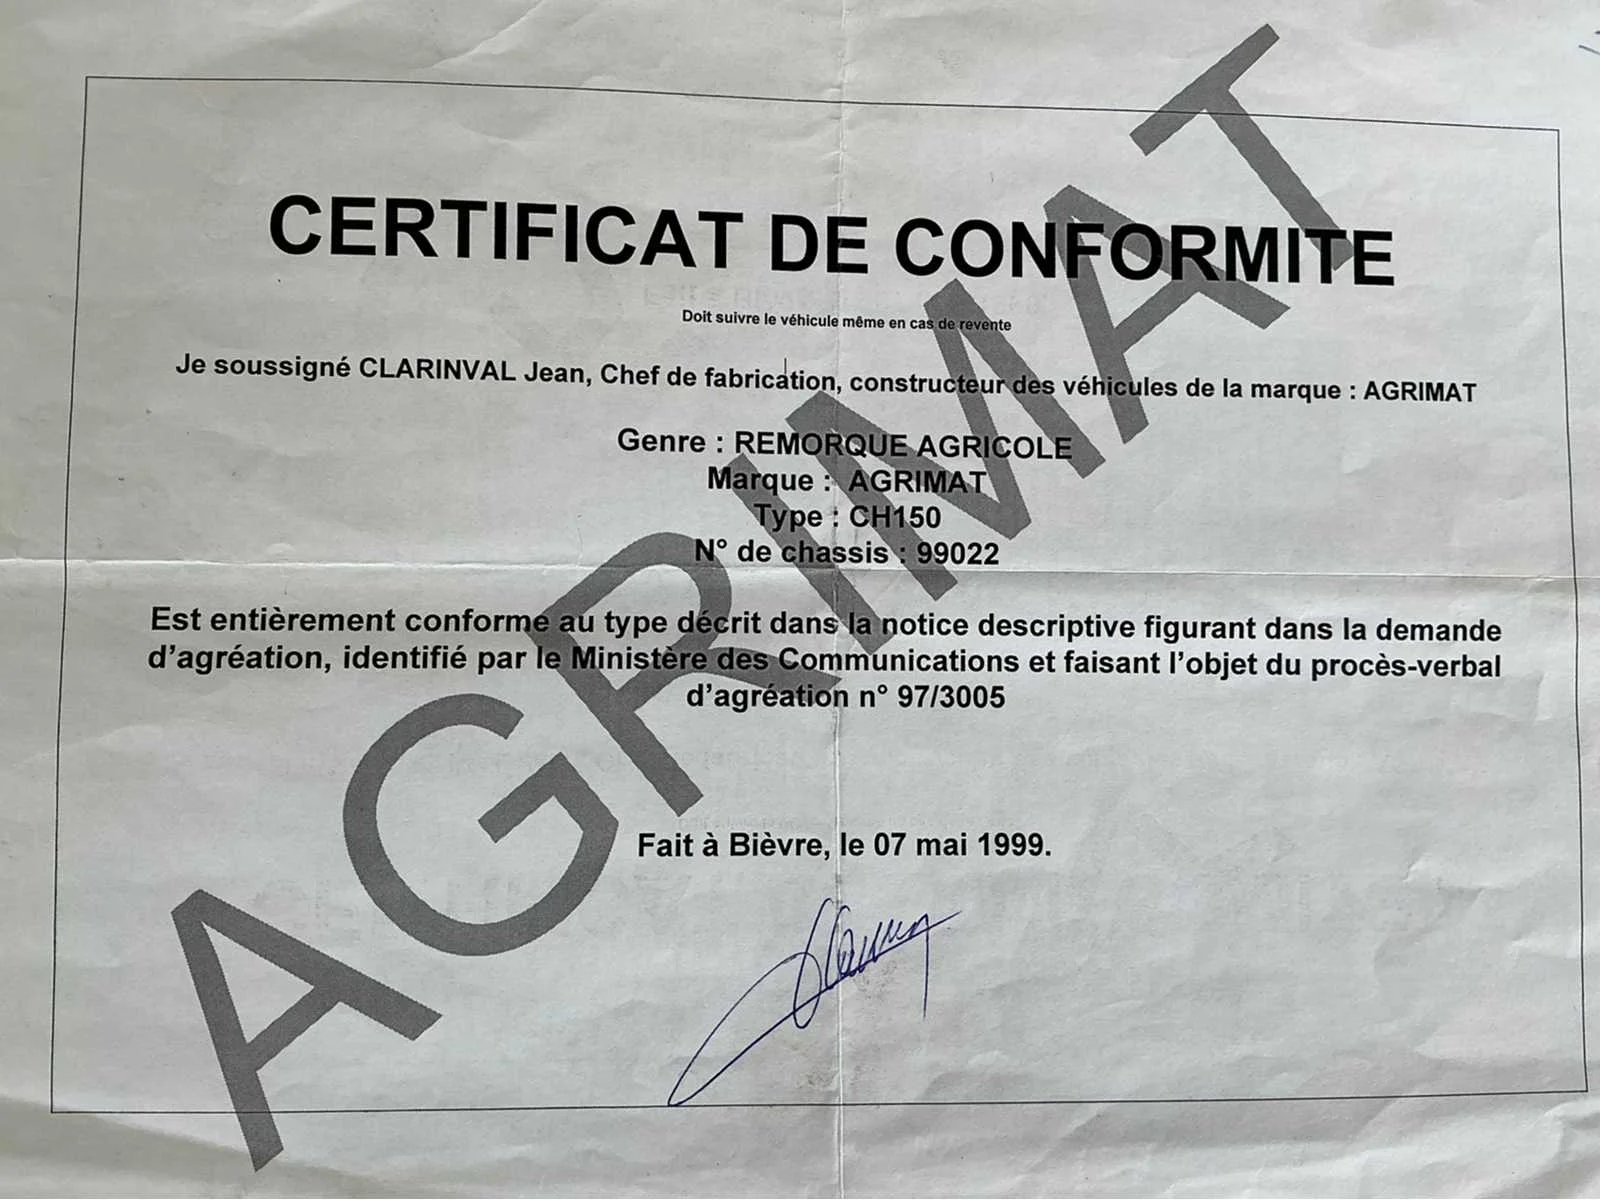 CERTIFICAT DE CONFORMITE
Doit suivre le véhicule même en cas de revente
Je soussigné CLARINVAL Jean, Chef de fabrication, constructeur des véhicules de la marque : AGRIMAT
Genre : REMORQUE AGRICOLE
Marque : AGRIMAT
Type : CH150
N° de chassis : 99022
Est entièrement conforme au type décrit dans la notice descriptive figurant dans la demande
d'agréation, identifié par le Ministère des Communications et faisant l'objet du procès-verbal
d'agréation n° 97/3005
Fait à Bièvre, le 07 mai 1999.
AGRIMAT